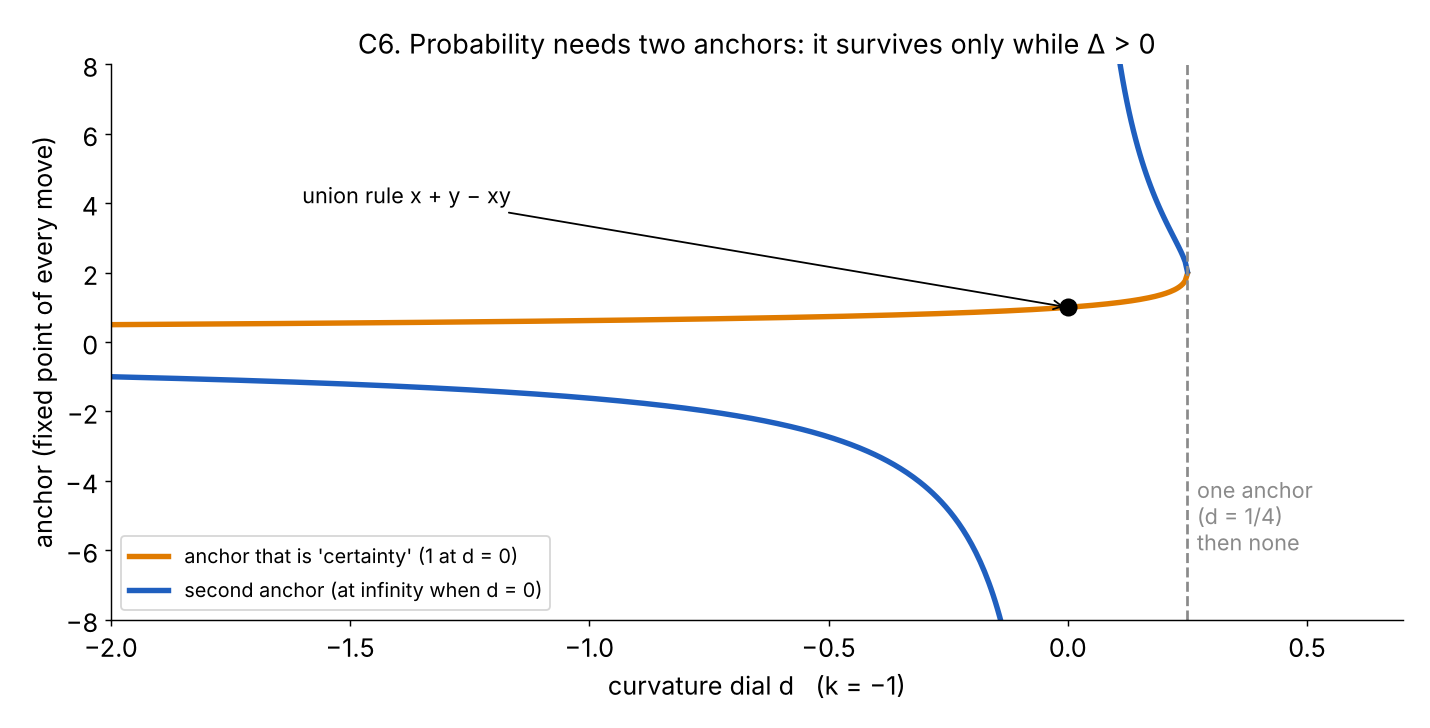 C6. Probability needs two anchors: it survives only while Δ > 0
anchor (fixed point of every move)
8
6
4
2
0
−2
−4
−6
−8
union rule x + y − xy
one anchor
(d = 1/4)
then none
anchor that is 'certainty' (1 at d = 0)
second anchor (at infinity when d = 0)
−2.0 −1.5 −1.0 −0.5 0.0 0.5
curvature dial d (k = −1)